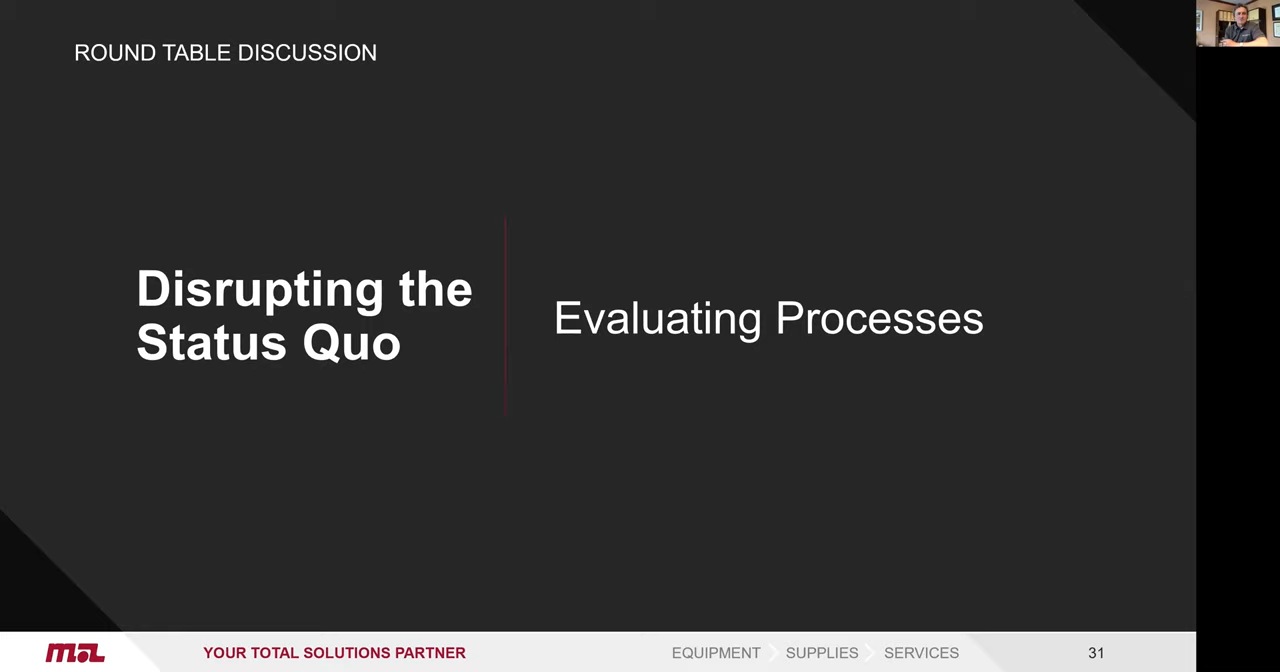 ROUND TABLE DISCUSSION
Disrupting the
Status Quo
Evaluating Processes
YOUR TOTAL SOLUTIONS PARTNER
EQUIPMENT
SUPPLIES
SERVICES
31